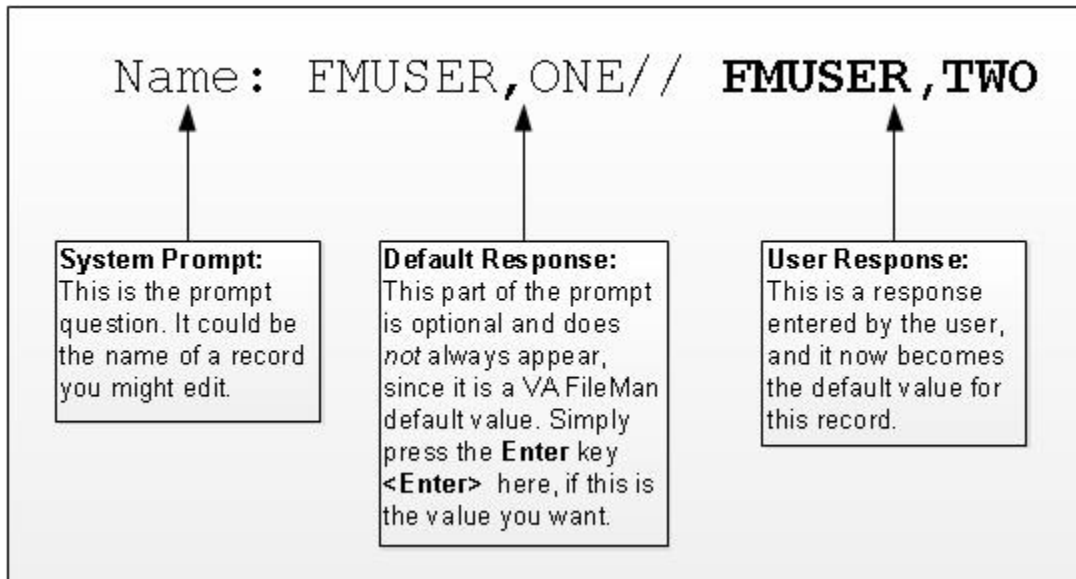 Name: FMUSER,ONE// FMUSER,TWO
System Prompt:
This is the prompt
question. It could be
the name of a record
you might edit.
Default Response:
This part of the prompt
is optional and does
not always appear,
since it is a VA FileMan
default value. Simply
press the Enter key
<Enter> here, if this is
the value you want.
User Response:
This is a response
entered by the user,
and it now becomes
the default value for
this record.